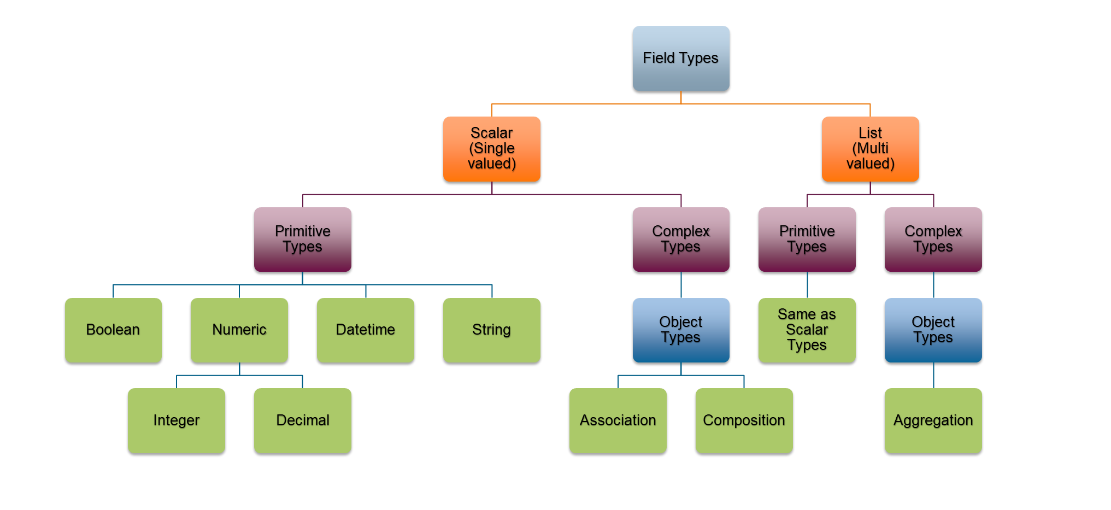 Field Types
Scalar
(Single
valued)
List
(Multi
valued)
Primitive
Types
Complex
Types
Primitive
Types
Complex
Types
Boolean
Numeric
Datetime
String
Object
Types
Same as
Scalar
Types
Object
Types
Integer
Decimal
Association
Composition
Aggregation